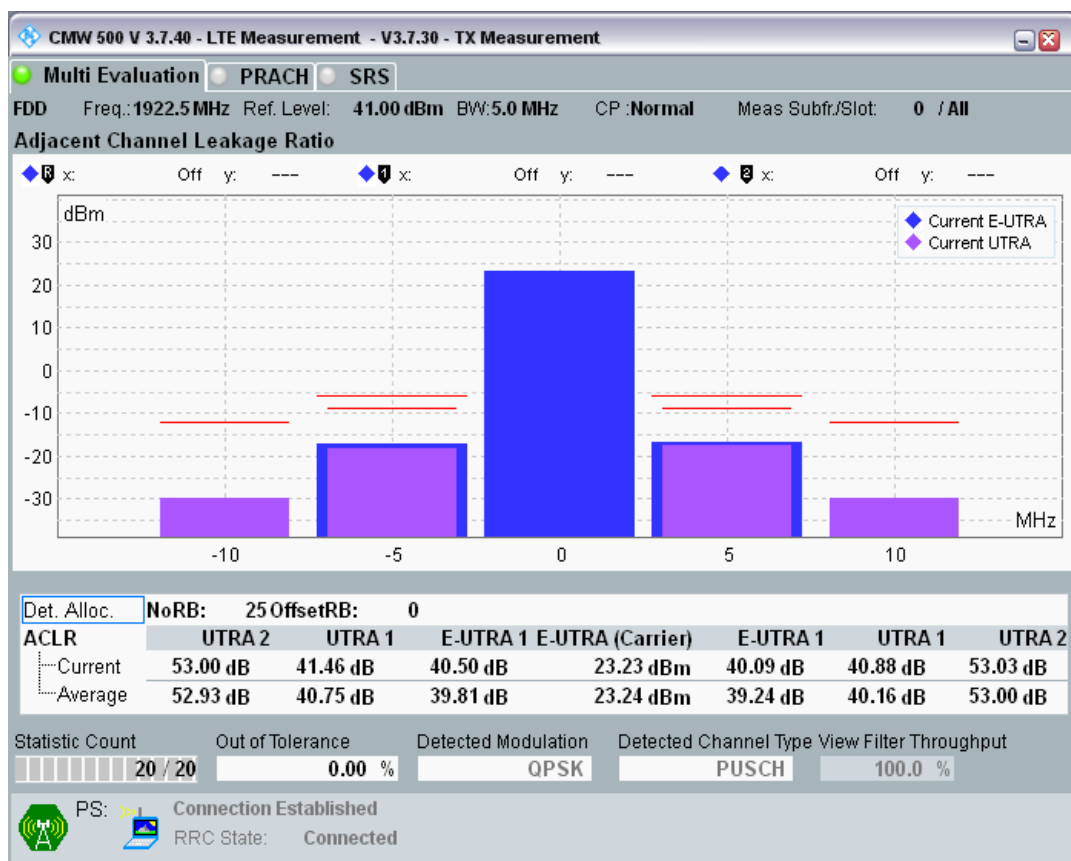 CMW 500 V 3.7.40 - LTE Measurement - V3.7.30 - TX Measurement
Multi Evaluation PRACH SRS
FDD Freq.: 1922.5 MHz Ref. Level: 41.00 dBm BW: 5.0 MHz CP : Normal Meas Subfr./Slot: 0 / All
Adjacent Channel Leakage Ratio
R x: Off y: --- 1 x: Off y: --- 2 x: Off y: ---
dBm
Current E-UTRA
Current UTRA
30
20
10
0
-10
-20
-30
MHz
-10 -5 0 5 10
Det. Alloc. NoRB: 25 OffsetRB: 0
ACLR UTRA 2 UTRA 1 E-UTRA 1 E-UTRA (Carrier) E-UTRA 1 UTRA 1 UTRA 2
Current 53.00 dB 41.46 dB 40.50 dB 23.23 dBm 40.09 dB 40.88 dB 53.03 dB
Average 52.93 dB 40.75 dB 39.81 dB 23.24 dBm 39.24 dB 40.16 dB 53.00 dB
Statistic Count Out of Tolerance Detected Modulation Detected Channel Type View Filter Throughput
20 / 20 0.00 % QPSK PUSCH 100.0 %
PS: Connection Established
RRC State: Connected